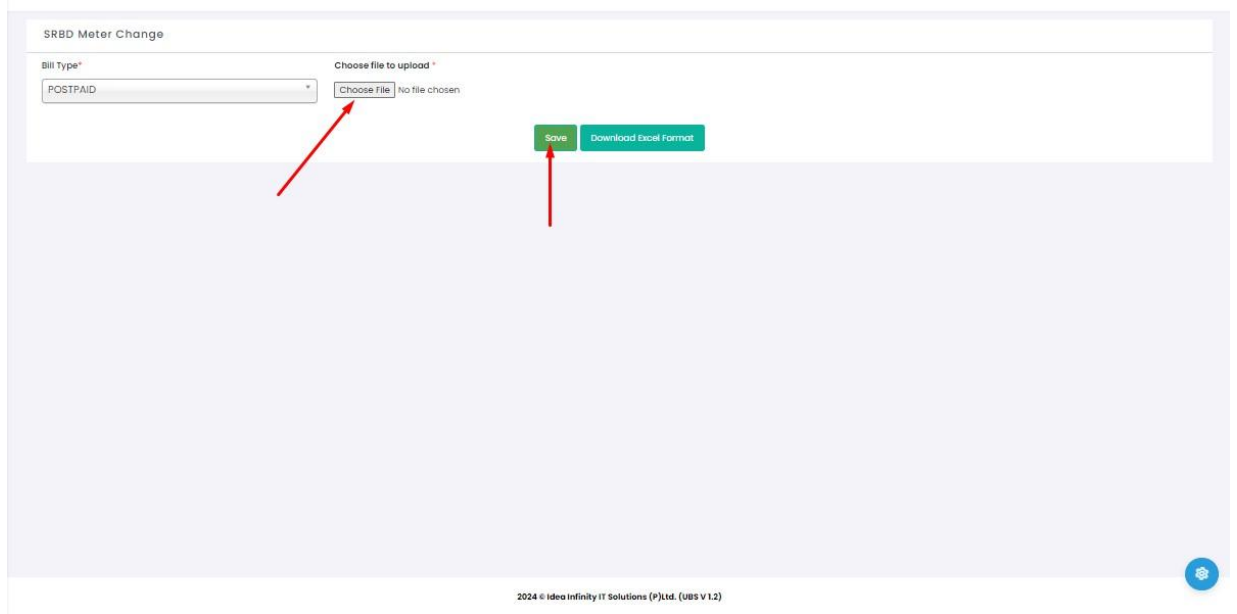 SRBD Meter Change
Bill Type*
Choose file to upload *
POSTPAID
Choose File No file chosen
Save
Download Excel Format
2024 © Idea Infinity IT Solutions (P)Ltd. (UBS V 1.2)